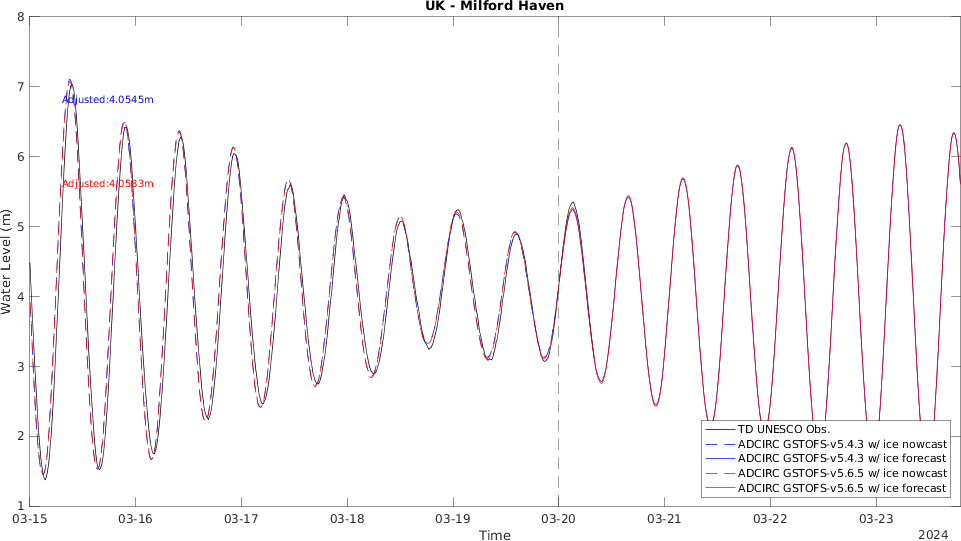 UK - Milford Haven
8
7
6
5
4
3
2
1
Water Level (m)
Adjusted:4.0545m
Adjusted:4.0533m
TD UNESCO Obs.
ADCIRC GSTOFS-v5.4.3 w/ ice nowcast
ADCIRC GSTOFS-v5.4.3 w/ ice forecast
ADCIRC GSTOFS-v5.6.5 w/ ice nowcast
ADCIRC GSTOFS-v5.6.5 w/ ice forecast
03-15 03-16 03-17 03-18 03-19 03-20 03-21 03-22 03-23
Time
2024